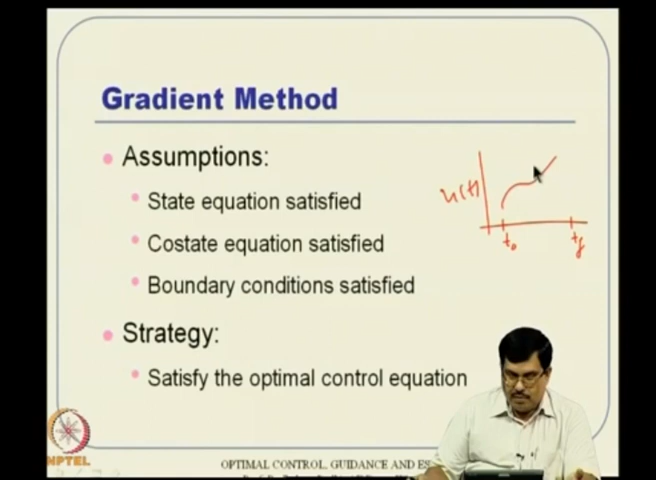 Gradient Method
Assumptions:
State equation satisfied
Costate equation satisfied
Boundary conditions satisfied
Strategy:
Satisfy the optimal control equation
u(t)
t₀
t_f
NPTEL
OPTIMAL CONTROL, GUIDANCE AND ES